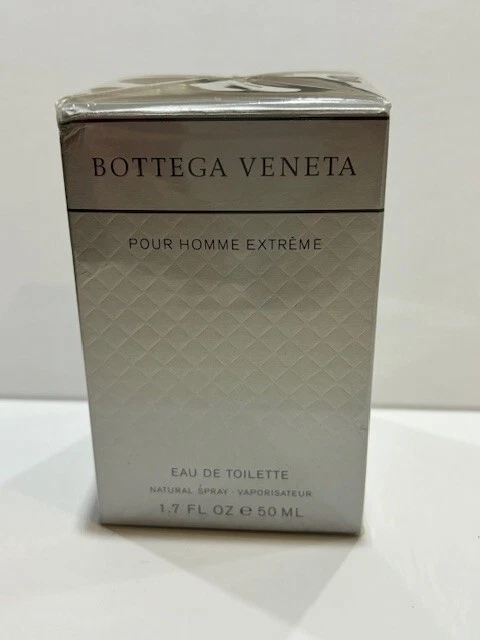 BOTTEGA VENETA
POUR HOMME EXTRÊME
EAU DE TOILETTE
NATURAL SPRAY - VAPORISATEUR
1.7 FL OZ ℮ 50 ML